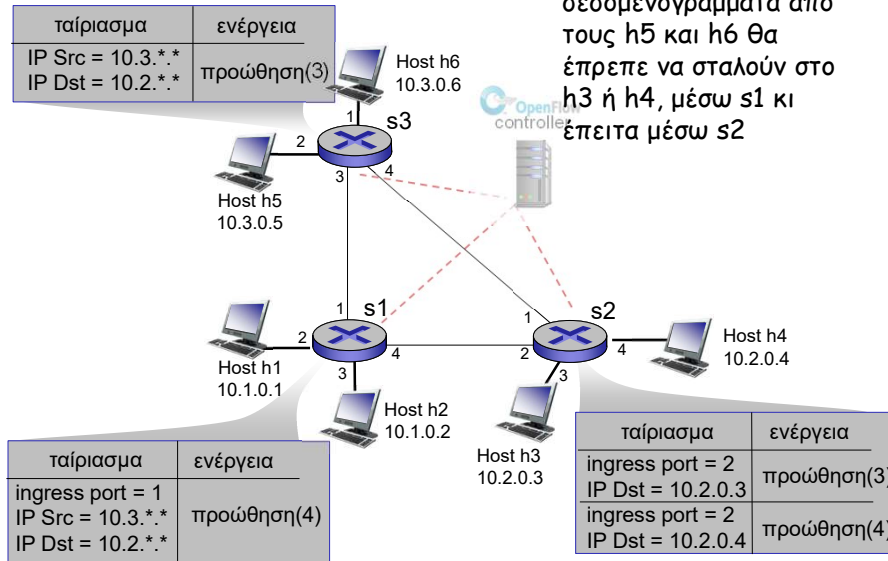 δεδομενογράμματα από
τους h5 και h6 θα
έπρεπε να σταλούν στο
h3 ή h4, μέσω s1 κι
έπειτα μέσω s2
ταίριασμα ενέργεια
IP Src = 10.3.*.*
IP Dst = 10.2.*.*
προώθηση(3)
Host h6
10.3.0.6
OpenFlow
controller
1 s3
2
3 4
Host h5
10.3.0.5
1 s1
2
4
3
Host h1
10.1.0.1
Host h2
10.1.0.2
1 s2
2 4
3
Host h4
10.2.0.4
Host h3
10.2.0.3
ταίριασμα ενέργεια
ingress port = 1
IP Src = 10.3.*.*
IP Dst = 10.2.*.*
προώθηση(4)
ταίριασμα ενέργεια
ingress port = 2
IP Dst = 10.2.0.3
προώθηση(3)
ingress port = 2
IP Dst = 10.2.0.4
προώθηση(4)